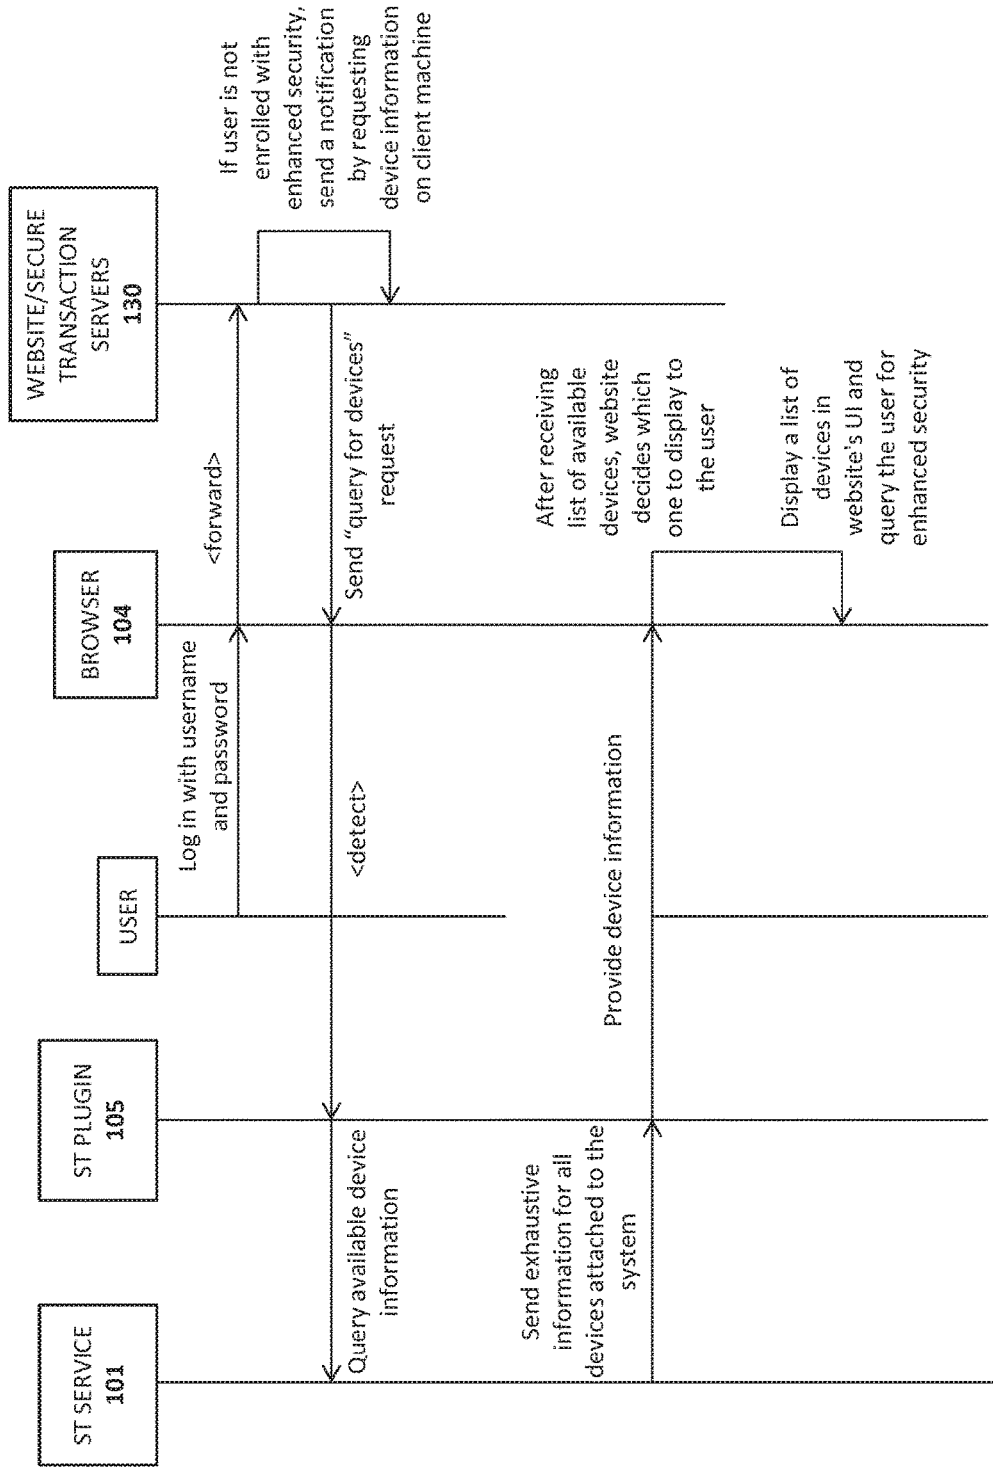 ST SERVICE
101
ST PLUGIN
105
USER
BROWSER
104
WEBSITE/SECURE
TRANSACTION
SERVERS
130
Log in with username
and password
<forward>
If user is not
enrolled with
enhanced security,
send a notification
by requesting
device information
on client machine
Send “query for devices”
request
<detect>
Query available device
information
Send exhaustive
information for all
devices attached to the
system
Provide device information
After receiving
list of available
devices, website
decides which
one to display to
the user
Display a list of
devices in
website's UI and
query the user for
enhanced security